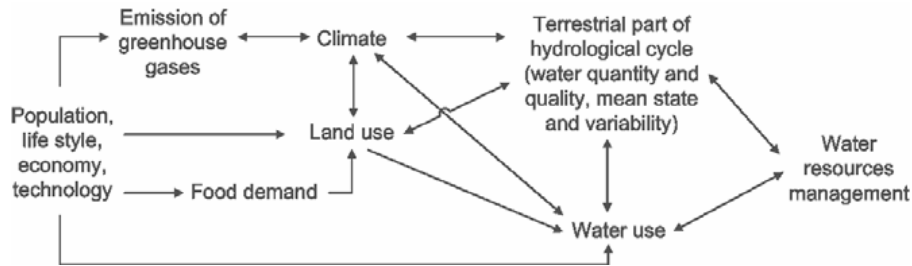 Emission of
greenhouse
gases
Climate
Terrestrial part of
hydrological cycle
(water quantity and
quality, mean state
and variability)
Population,
life style,
economy,
technology
Land use
Food demand
Water
resources
management
Water use